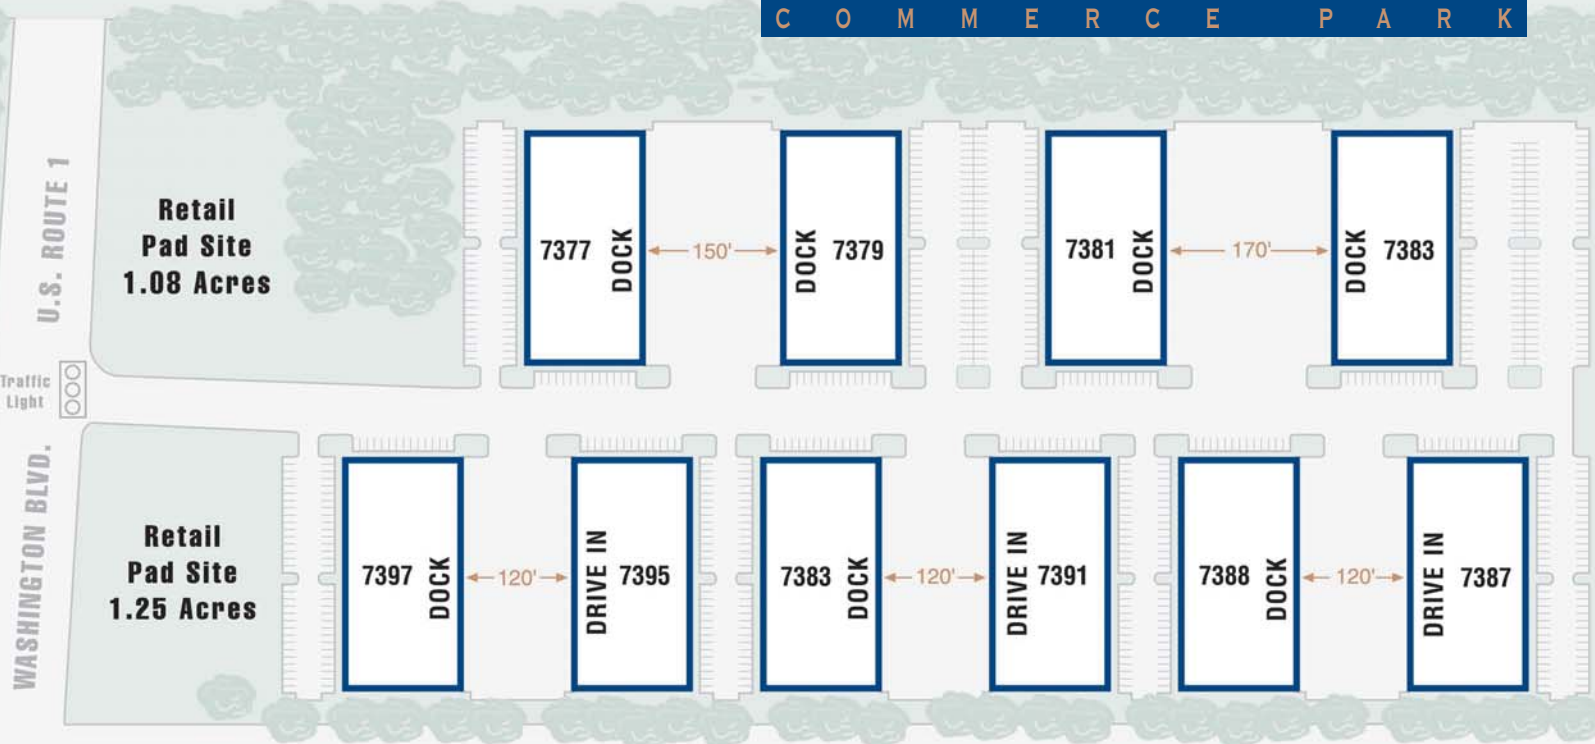 COMMERCE PARK
U.S. ROUTE 1
Retail
Pad Site
1.08 Acres
7377
DOCK
150'
DOCK
7379
7381
DOCK
170'
DOCK
7383
Traffic
Light
WASHINGTON BLVD.
Retail
Pad Site
1.25 Acres
7397
DOCK
120'
DRIVE IN
7395
7383
DOCK
120'
DRIVE IN
7391
7388
DOCK
120'
DRIVE IN
7387